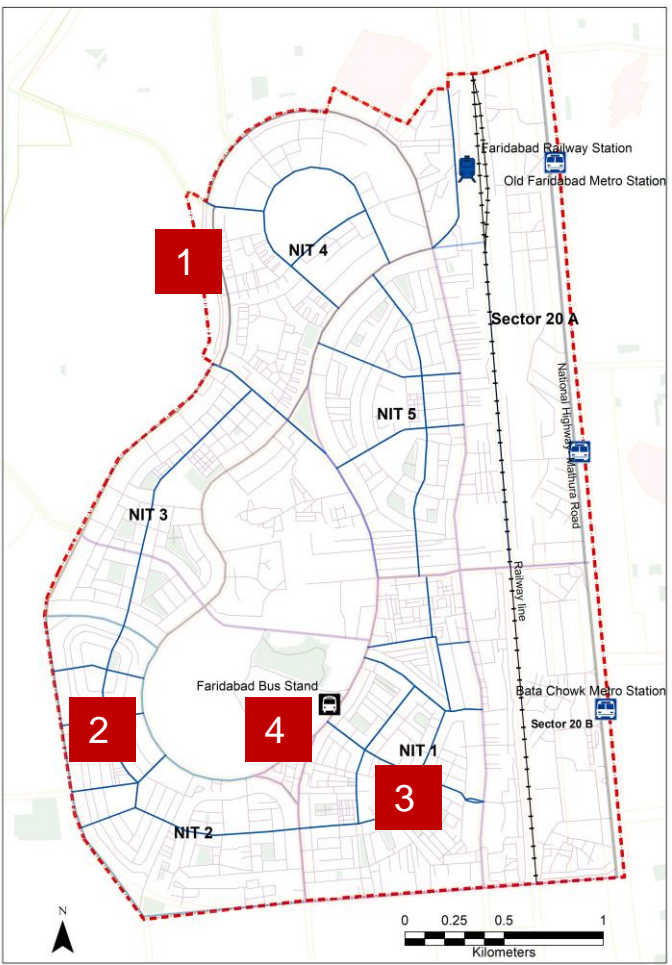 Faridabad Railway Station
Old Faridabad Metro Station
1
NIT 4
Sector 20 A
National Highway-Mathura Road
NIT 5
NIT 3
Railway line
Faridabad Bus Stand
Bata Chowk Metro Station
2
4
Sector 20 B
NIT 1
3
NIT 2
N
0 0.25 0.5 1
Kilometers